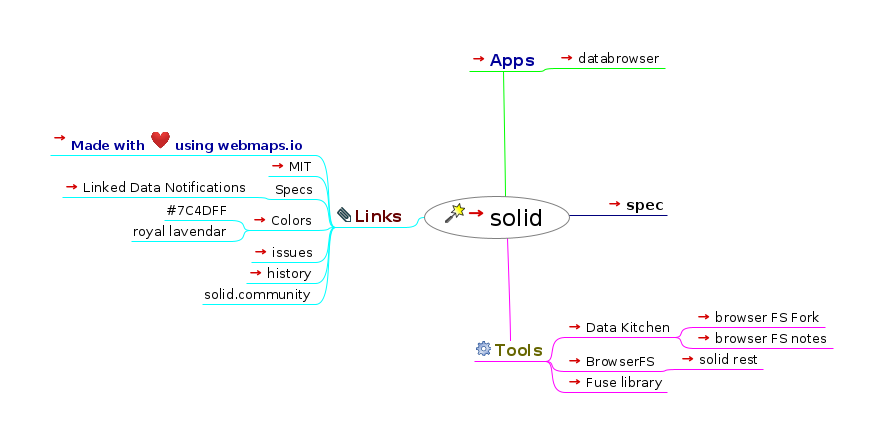 Apps
databrowser
Made with using webmaps.io
MIT
Linked Data Notifications
Specs
#7C4DFF
royal lavendar
Colors
issues
history
solid.community
Links
solid
spec
Tools
Data Kitchen
browser FS Fork
browser FS notes
BrowserFS
solid rest
Fuse library